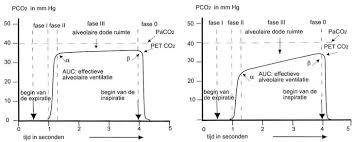 PCO₂ in mm Hg
fase I fase II
fase III
alveolaire dode ruimte
fase 0
PaCO₂
PET CO₂
50
40
30
20
10
0
α
β
AUC: effectieve
alveolaire ventilatie
begin van
de expiratie
begin van de
inspiratie
0 1 2 3 4 5
tijd in seconden
PCO₂ in mm Hg
fase I fase II
fase III
alveolaire dode ruimte
fase 0
PaCO₂
PET CO₂
50
40
30
20
10
0
α
β
AUC: effectieve
alveolaire ventilatie
begin van
de expiratie
begin van de
inspiratie
0 1 2 3 4 5
tijd in seconden